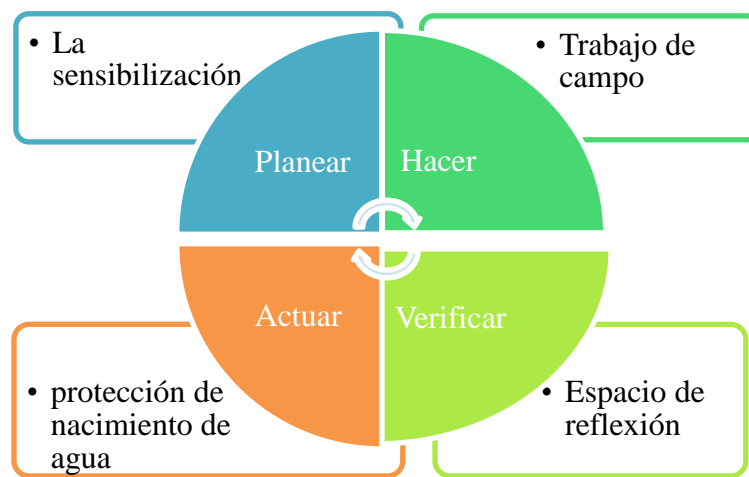 • La
sensibilización
• Trabajo de
campo
Planear
Hacer
Actuar
Verificar
• protección de
nacimiento de
agua
• Espacio de
reflexión